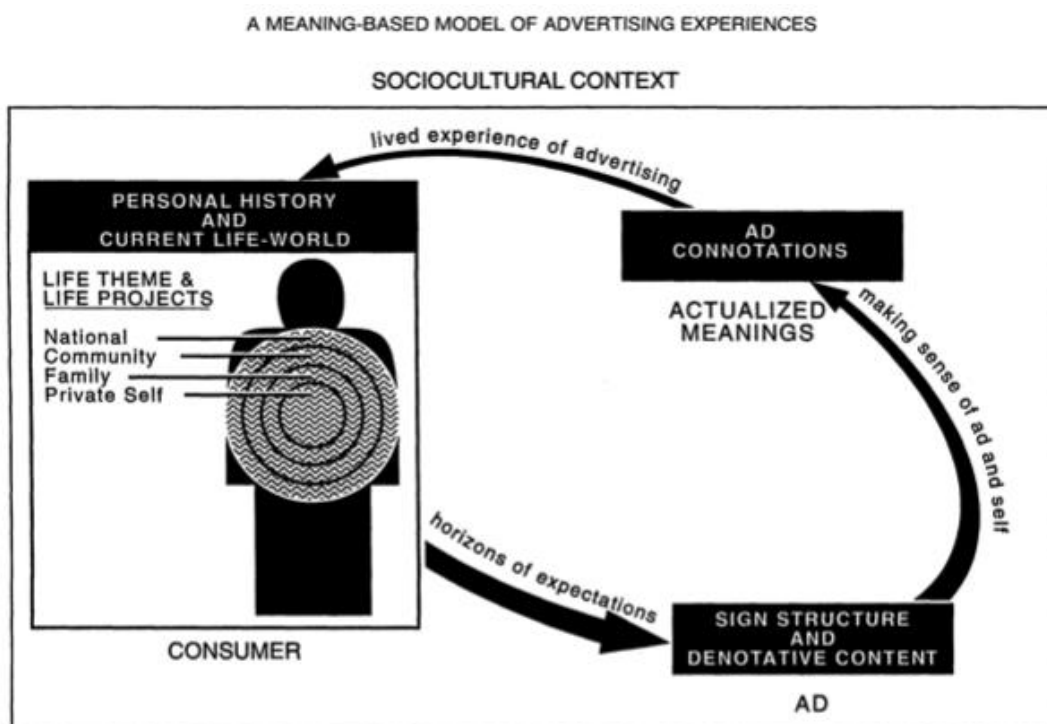 A MEANING-BASED MODEL OF ADVERTISING EXPERIENCES
SOCIOCULTURAL CONTEXT
lived experience of advertising
PERSONAL HISTORY
AND
CURRENT LIFE-WORLD
LIFE THEME &
LIFE PROJECTS
National
Community
Family
Private Self
CONSUMER
AD
CONNOTATIONS
ACTUALIZED
MEANINGS
making sense of ad and self
horizons of expectations
SIGN STRUCTURE
AND
DENOTATIVE CONTENT
AD